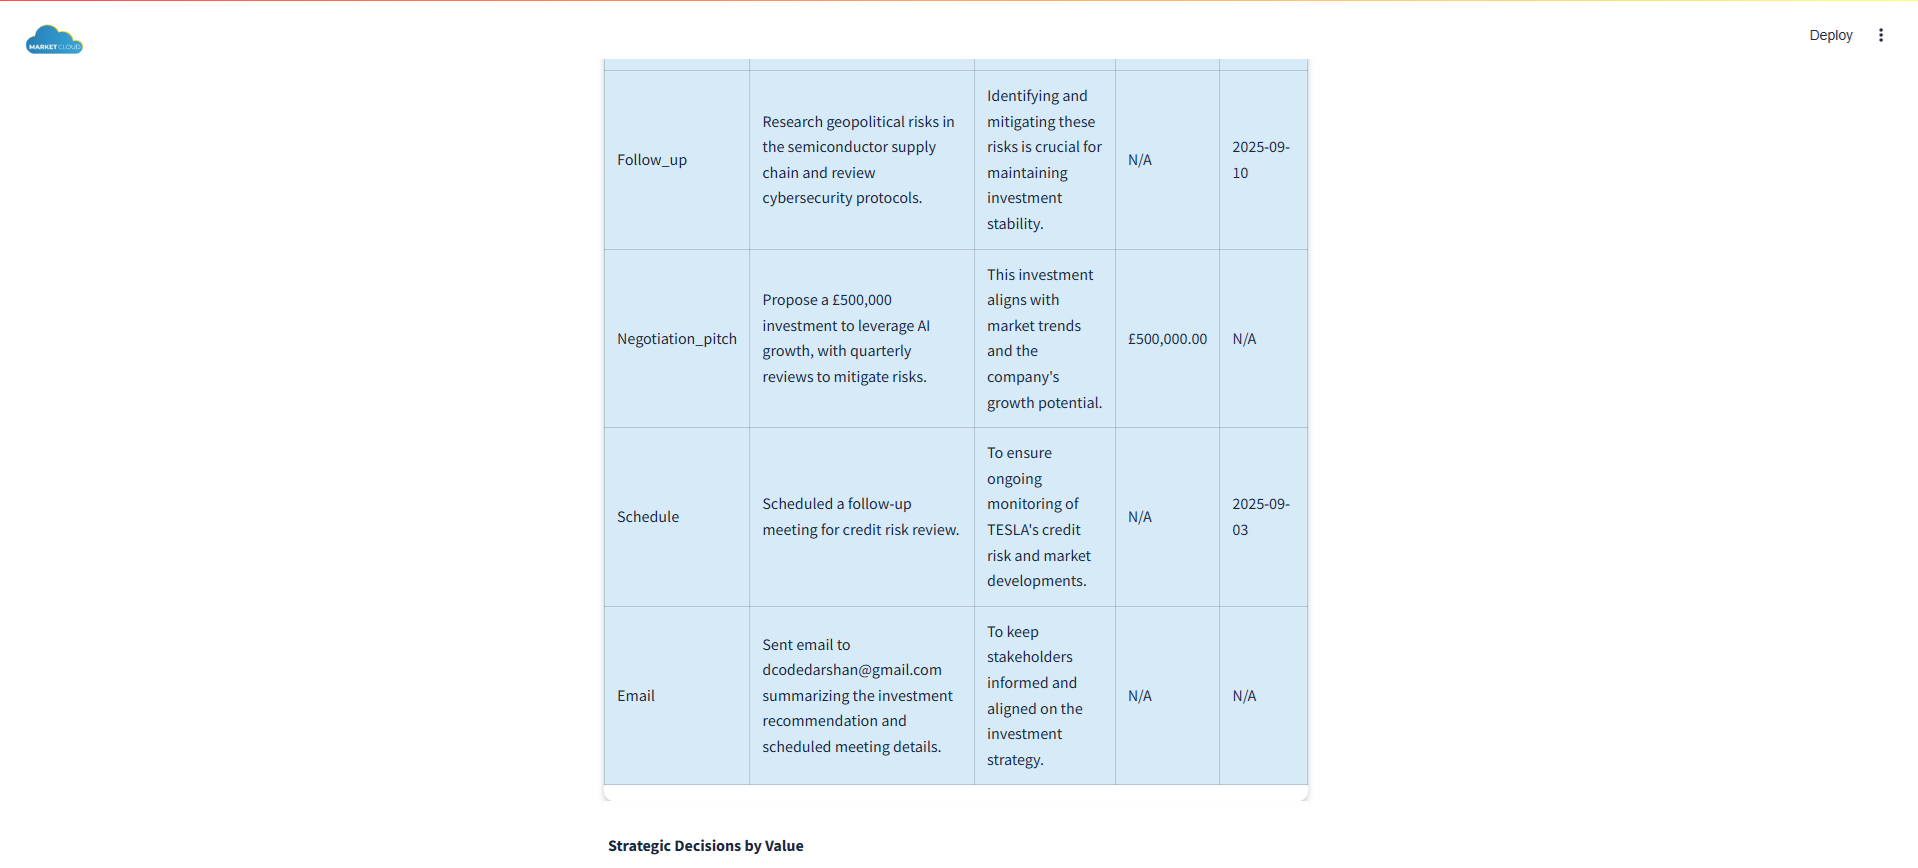 MARKET CLOUD
Deploy
Follow_up
Research geopolitical risks in
the semiconductor supply
chain and review
cybersecurity protocols.
Identifying and
mitigating these
risks is crucial for
maintaining
investment
stability.
N/A
2025-09-
10
Negotiation_pitch
Propose a £500,000
investment to leverage AI
growth, with quarterly
reviews to mitigate risks.
This investment
aligns with
market trends
and the
company's
growth potential.
£500,000.00
N/A
Schedule
Scheduled a follow-up
meeting for credit risk review.
To ensure
ongoing
monitoring of
TESLA's credit
risk and market
developments.
N/A
2025-09-
03
Email
Sent email to
dcodedarshan@gmail.com
summarizing the investment
recommendation and
scheduled meeting details.
To keep
stakeholders
informed and
aligned on the
investment
strategy.
N/A
N/A
Strategic Decisions by Value